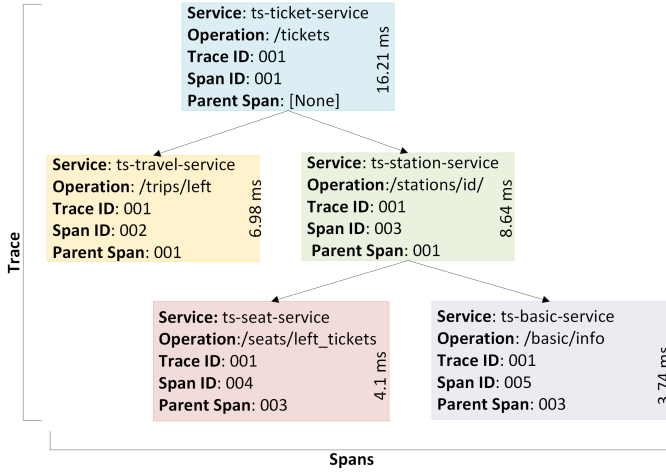 Service: ts-ticket-service
Operation: /tickets
Trace ID: 001
Span ID: 001
Parent Span: [None]
16.21 ms
Service: ts-travel-service
Operation: /trips/left
Trace ID: 001
Span ID: 002
Parent Span: 001
6.98 ms
Service: ts-station-service
Operation:/stations/id/
Trace ID: 001
Span ID: 003
Parent Span: 001
8.64 ms
Service: ts-seat-service
Operation:/seats/left_tickets
Trace ID: 001
Span ID: 004
Parent Span: 003
4.1 ms
Service: ts-basic-service
Operation: /basic/info
Trace ID: 001
Span ID: 005
Parent Span: 003
3.74 ms
Trace
Spans